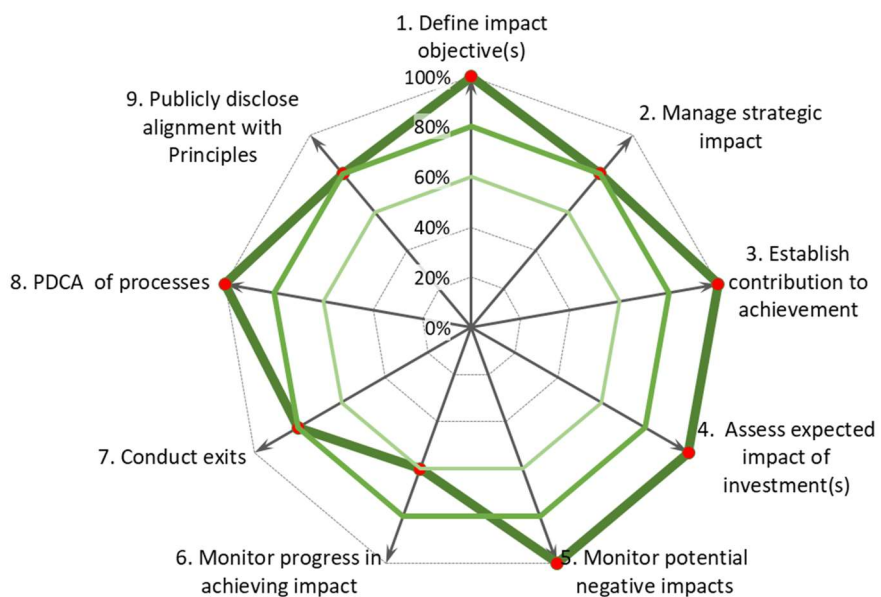 1. Define impact
objective(s)
100%
9. Publicly disclose
alignment with
Principles
80%
2. Manage strategic
impact
60%
40%
20%
0%
8. PDCA  of processes
3. Establish
contribution to
achievement
4.  Assess expected
impact of
investment(s)
7. Conduct exits
6. Monitor progress in
achieving impact
5. Monitor potential
negative impacts